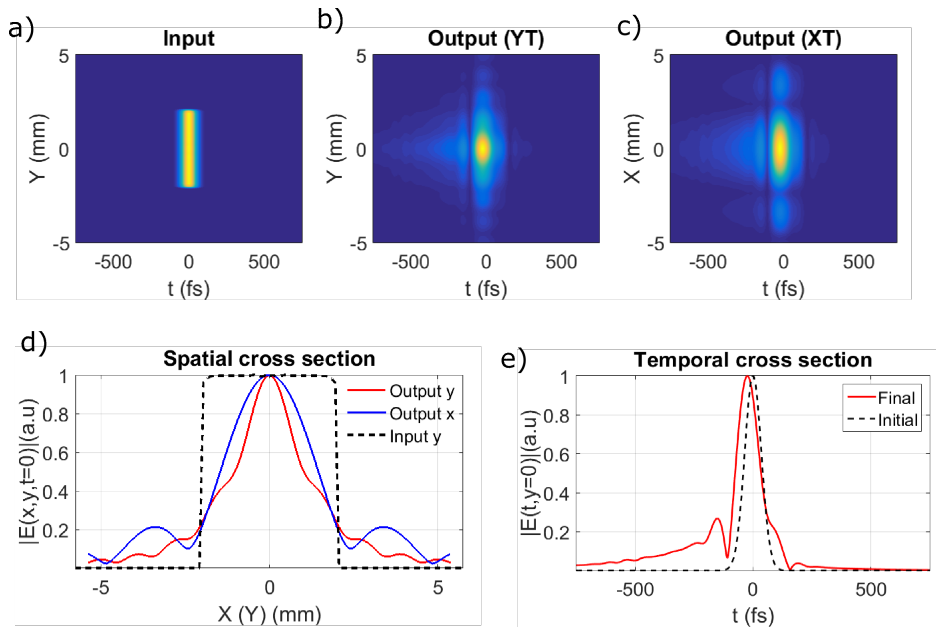 a)
Input
5
0
-5
Y (mm)
-500
0
500
t (fs)
b)
Output (YT)
5
0
-5
Y (mm)
-500
0
500
t (fs)
c)
Output (XT)
5
0
-5
X (mm)
-500
0
500
t (fs)
d)
Spatial cross section
|E(x,y,t=0)|(a.u)
1
0.8
0.6
0.4
0.2
Output y
Output x
Input y
-5
0
5
X (Y) (mm)
e)
Temporal cross section
|E(t,y=0)|(a.u)
1
0.8
0.6
0.4
0.2
Final
Initial
-500
0
500
t (fs)